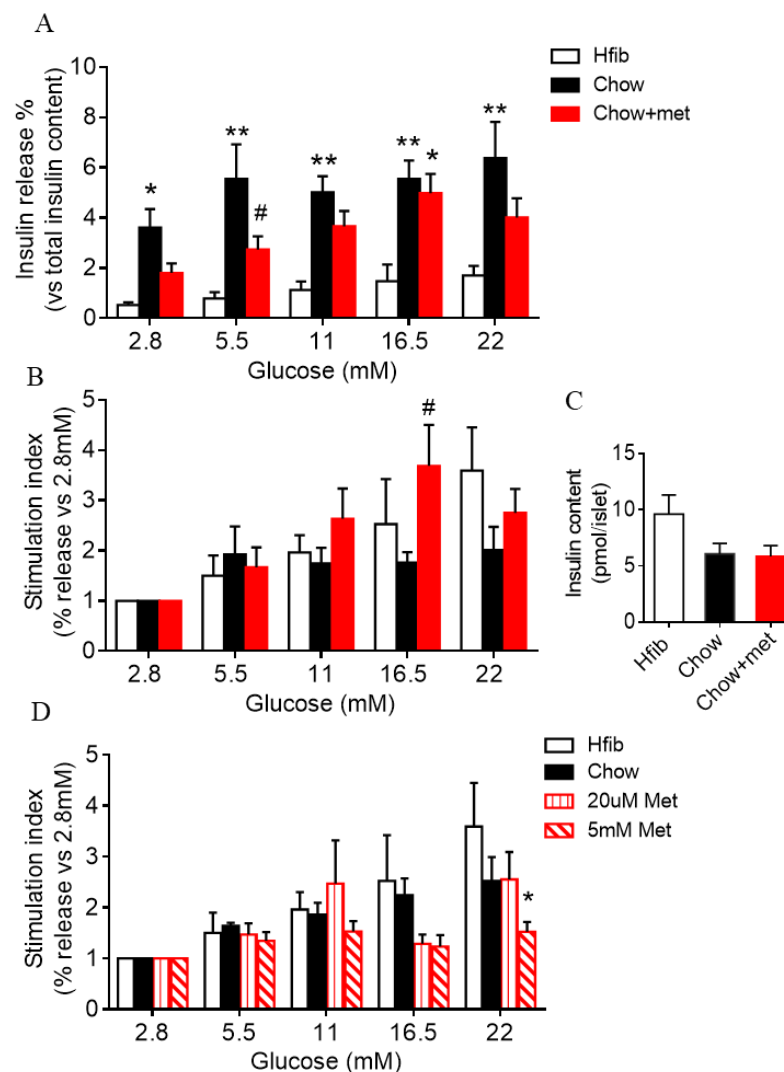 A
Hfib
Chow
Chow+met
Insulin release %
(vs total insulin content)
10
8
6
4
2
0
*
**
#
**
**
*
**
2.8
5.5
11
16.5
22
Glucose (mM)
B
Stimulation index
(% release vs 2.8mM)
5
4
3
2
1
0
#
2.8
5.5
11
16.5
22
Glucose (mM)
C
Insulin content
(pmol/islet)
15
10
5
0
Hfib
Chow
Chow+met
D
Hfib
Chow
20uM Met
5mM Met
Stimulation index
(% release vs 2.8mM)
5
4
3
2
1
0
*
2.8
5.5
11
16.5
22
Glucose (mM)